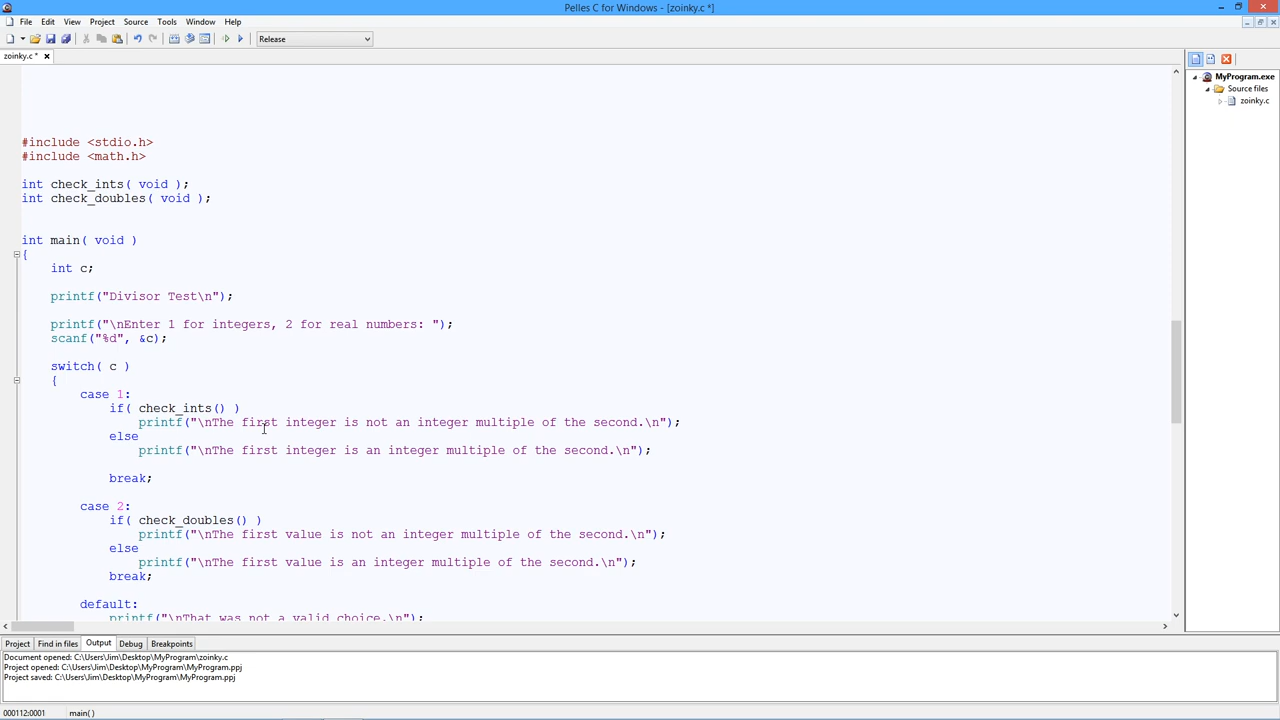 Pelles C for Windows - [zoinky.c *]
File Edit View Project Source Tools Window Help
Release
zoinky.c *
#include <stdio.h>
#include <math.h>
int check_ints( void );
int check_doubles( void );
int main( void )
{
int c;
printf("Divisor Test\n");
printf("\nEnter 1 for integers, 2 for real numbers: ");
scanf("%d", &c);
switch( c )
{
case 1:
if( check_ints() )
printf("\nThe first integer is not an integer multiple of the second.\n");
else
printf("\nThe first integer is an integer multiple of the second.\n");
break;
case 2:
if( check_doubles() )
printf("\nThe first value is not an integer multiple of the second.\n");
else
printf("\nThe first value is an integer multiple of the second.\n");
break;
default:
printf("\nThat was not a valid choice.\n");
MyProgram.exe
Source files
zoinky.c
Project Find in files Output Debug Breakpoints
Document opened: C:\Users\Jim\Desktop\MyProgram\zoinky.c
Project opened: C:\Users\Jim\Desktop\MyProgram\MyProgram.ppj
Project saved: C:\Users\Jim\Desktop\MyProgram\MyProgram.ppj
000112:0001 main( )